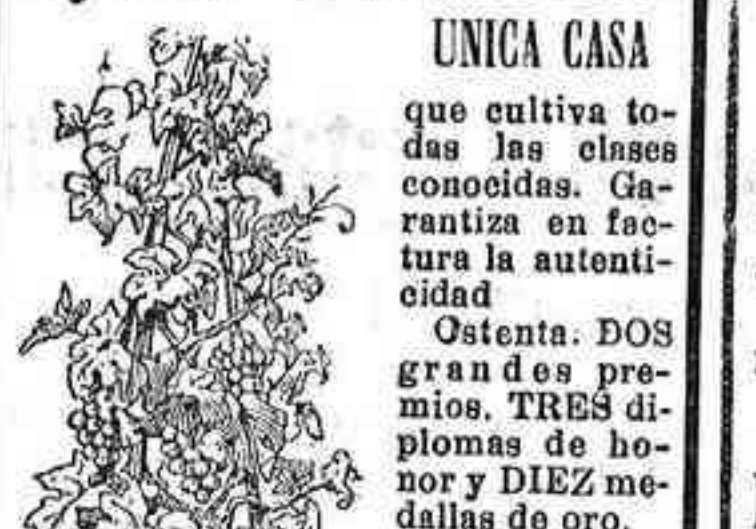 UNICA CASA
que cultiva to-
das las clases
conocidas. Ga-
rantiza en fac-
tura la autenti-
cidad
Ostenta: DOS
grandes pre-
mios. TRES di-
plomas de ho-
nor y DIEZ me-
dallas de oro